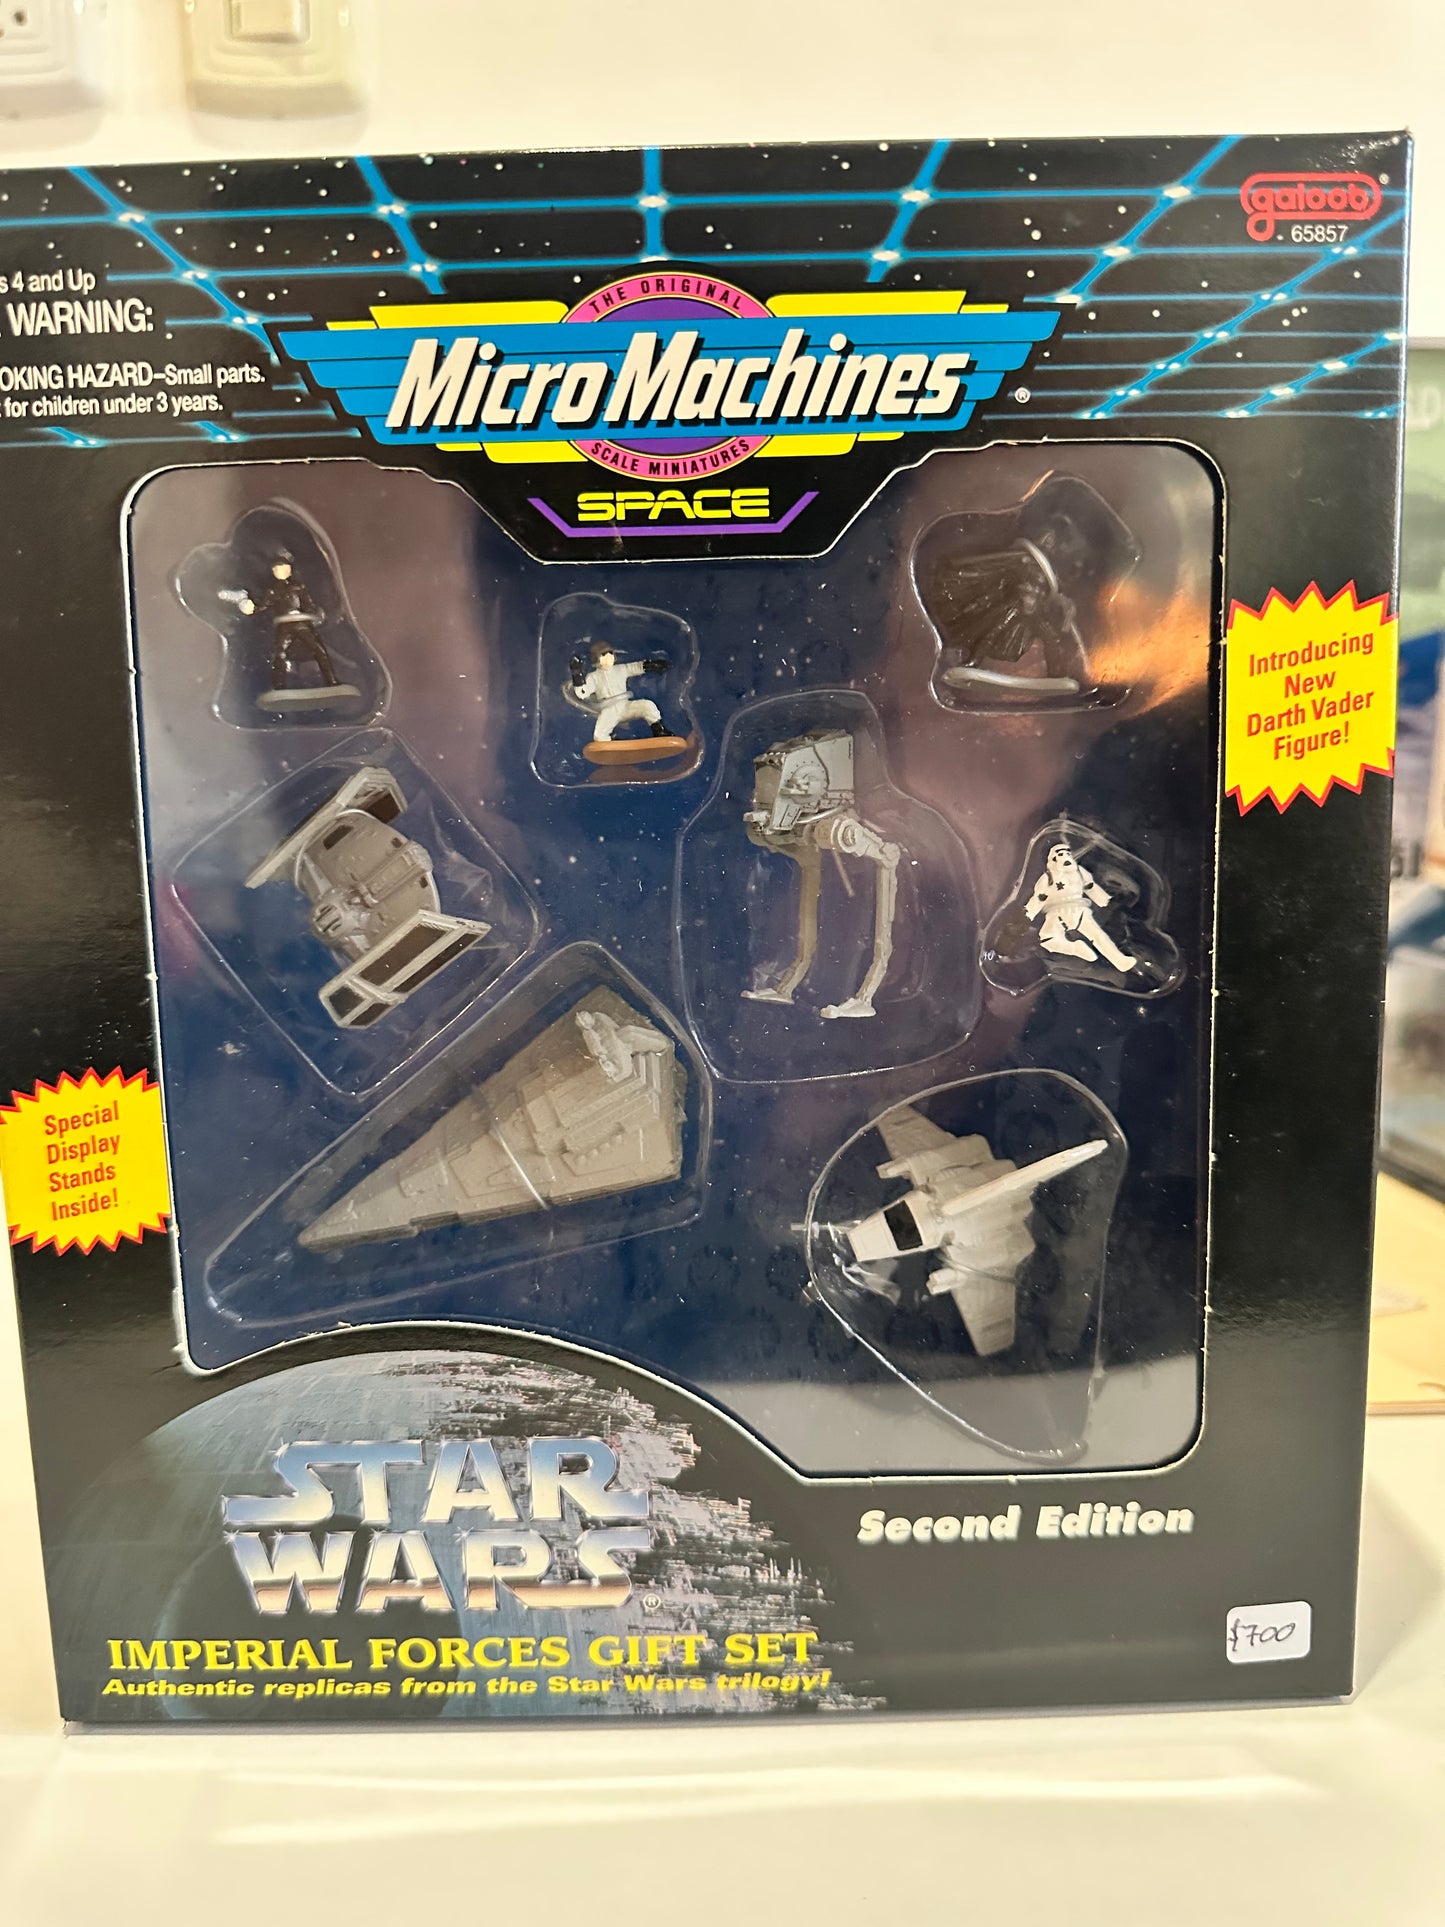 galoob®
65857
s 4 and Up
WARNING:
OKING HAZARD–Small parts.
for children under 3 years.
THE ORIGINAL
Micro Machines®
SCALE MINIATURES
SPACE
Introducing
New
Darth Vader
Figure!
Special
Display
Stands
Inside!
STAR
WARS®
Second Edition
IMPERIAL FORCES GIFT SET
Authentic replicas from the Star Wars trilogy!
$700